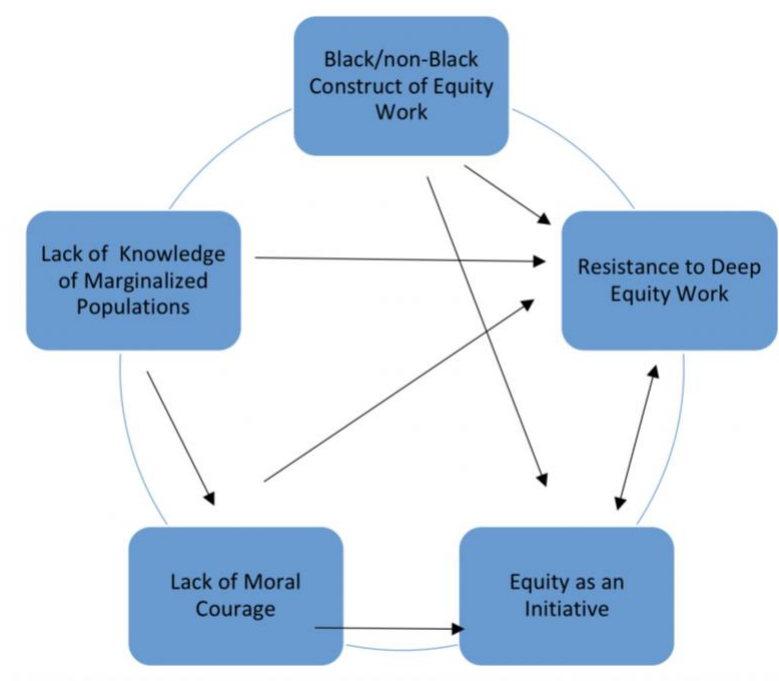 Black/non-Black
Construct of Equity
Work
Lack of Knowledge
of Marginalized
Populations
Resistance to Deep
Equity Work
Lack of Moral
Courage
Equity as an
Initiative